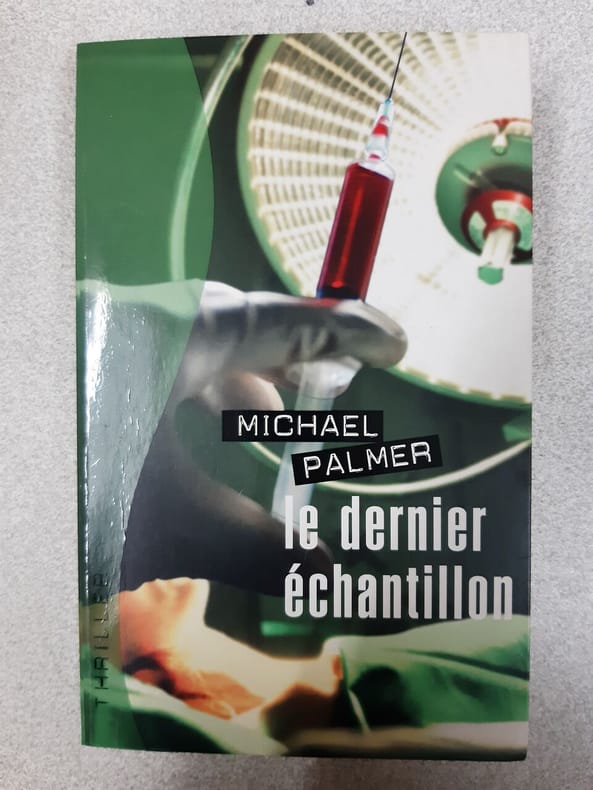 MICHAEL
PALMER
le dernier
échantillon
THRILLER